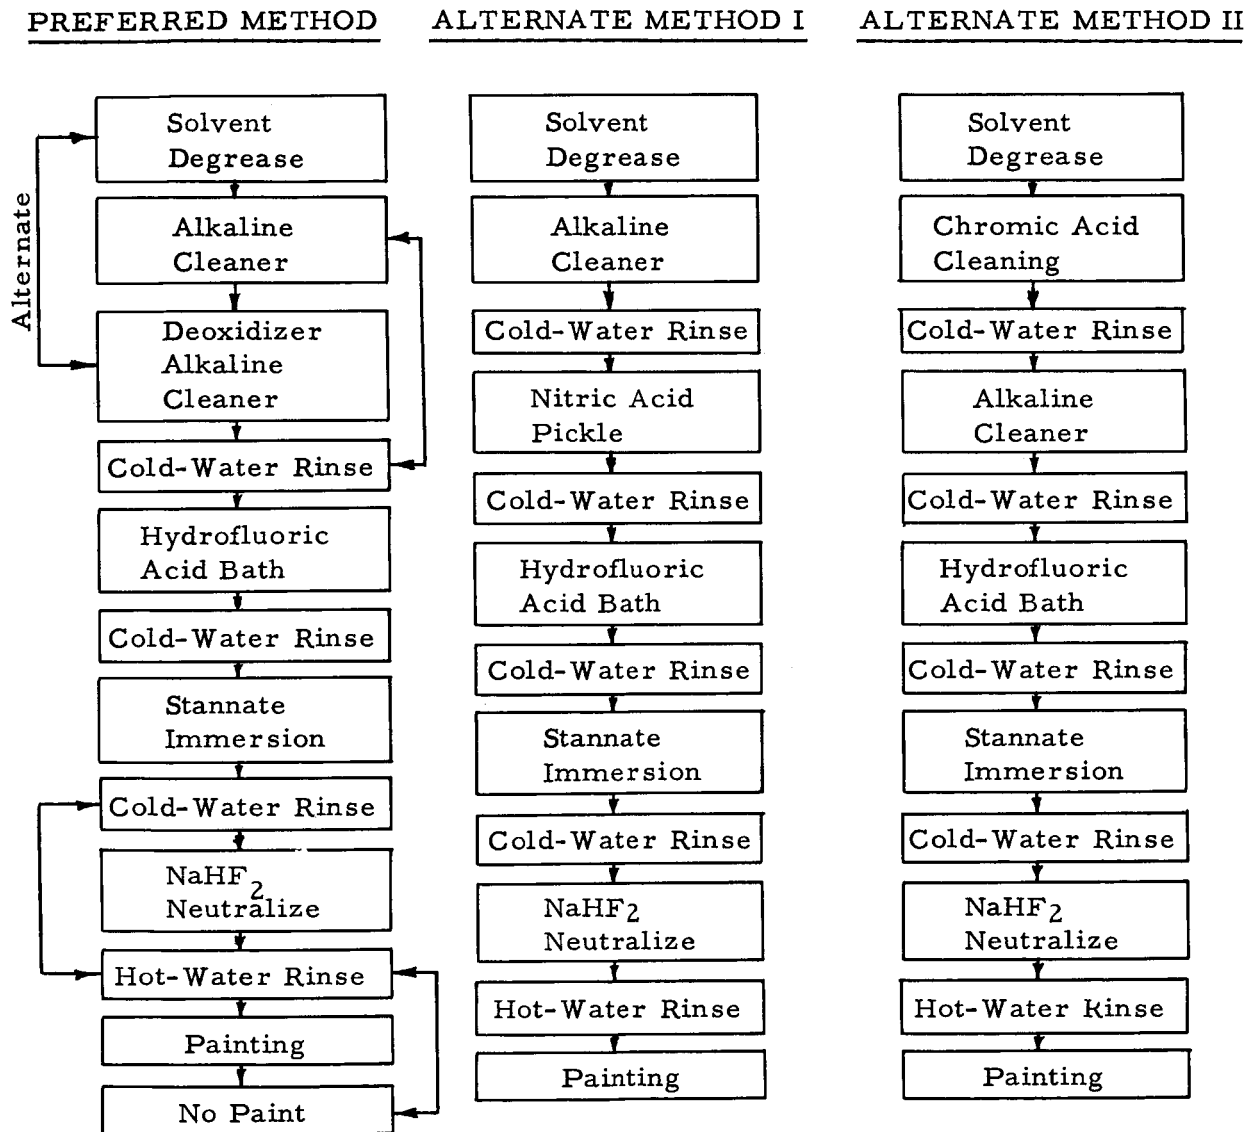 PREFERRED METHOD
Solvent
Degrease
Alkaline
Cleaner
Alternate
Deoxidizer
Alkaline
Cleaner
Cold-Water Rinse
Hydrofluoric
Acid Bath
Cold-Water Rinse
Stannate
Immersion
Cold-Water Rinse
NaHF2
Neutralize
Hot-Water Rinse
Painting
No Paint
ALTERNATE METHOD I
Solvent
Degrease
Alkaline
Cleaner
Cold-Water Rinse
Nitric Acid
Pickle
Cold-Water Rinse
Hydrofluoric
Acid Bath
Cold-Water Rinse
Stannate
Immersion
Cold-Water Rinse
NaHF2
Neutralize
Hot-Water Rinse
Painting
ALTERNATE METHOD II
Solvent
Degrease
Chromic Acid
Cleaning
Cold-Water Rinse
Alkaline
Cleaner
Cold-Water Rinse
Hydrofluoric
Acid Bath
Cold-Water Rinse
Stannate
Immersion
Cold-Water Rinse
NaHF2
Neutralize
Hot-Water Rinse
Painting